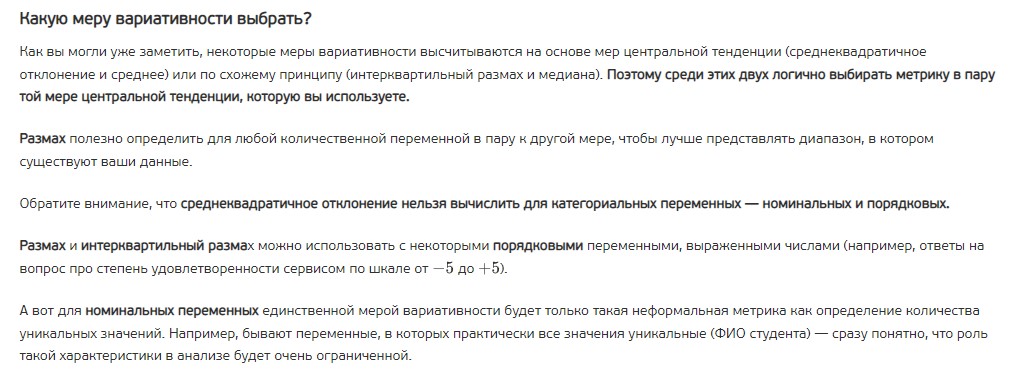 Какую меру вариативности выбрать?
Как вы могли уже заметить, некоторые меры вариативности высчитываются на основе мер центральной тенденции (среднеквадратичное
отклонение и среднее) или по схожему принципу (интерквартильный размах и медиана). Поэтому среди этих двух логично выбирать метрику в пару
той мере центральной тенденции, которую вы используете.
Размах полезно определить для любой количественной переменной в пару к другой мере, чтобы лучше представлять диапазон, в котором
существуют ваши данные.
Обратите внимание, что среднеквадратичное отклонение нельзя вычислить для категориальных переменных — номинальных и порядковых.
Размах и интерквартильный размах можно использовать с некоторыми порядковыми переменными, выраженными числами (например, ответы на
вопрос про степень удовлетворенности сервисом по шкале от −5 до +5).
А вот для номинальных переменных единственной мерой вариативности будет только такая неформальная метрика как определение количества
уникальных значений. Например, бывают переменные, в которых практически все значения уникальные (ФИО студента) — сразу понятно, что роль
такой характеристики в анализе будет очень ограниченной.